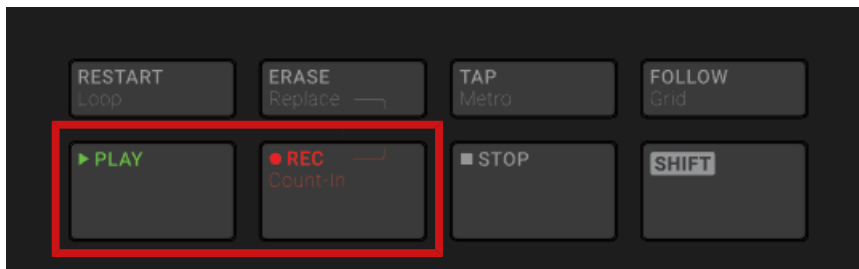 RESTART
Loop
ERASE
Replace
TAP
Metro
FOLLOW
Grid
PLAY
REC
Count-In
STOP
SHIFT